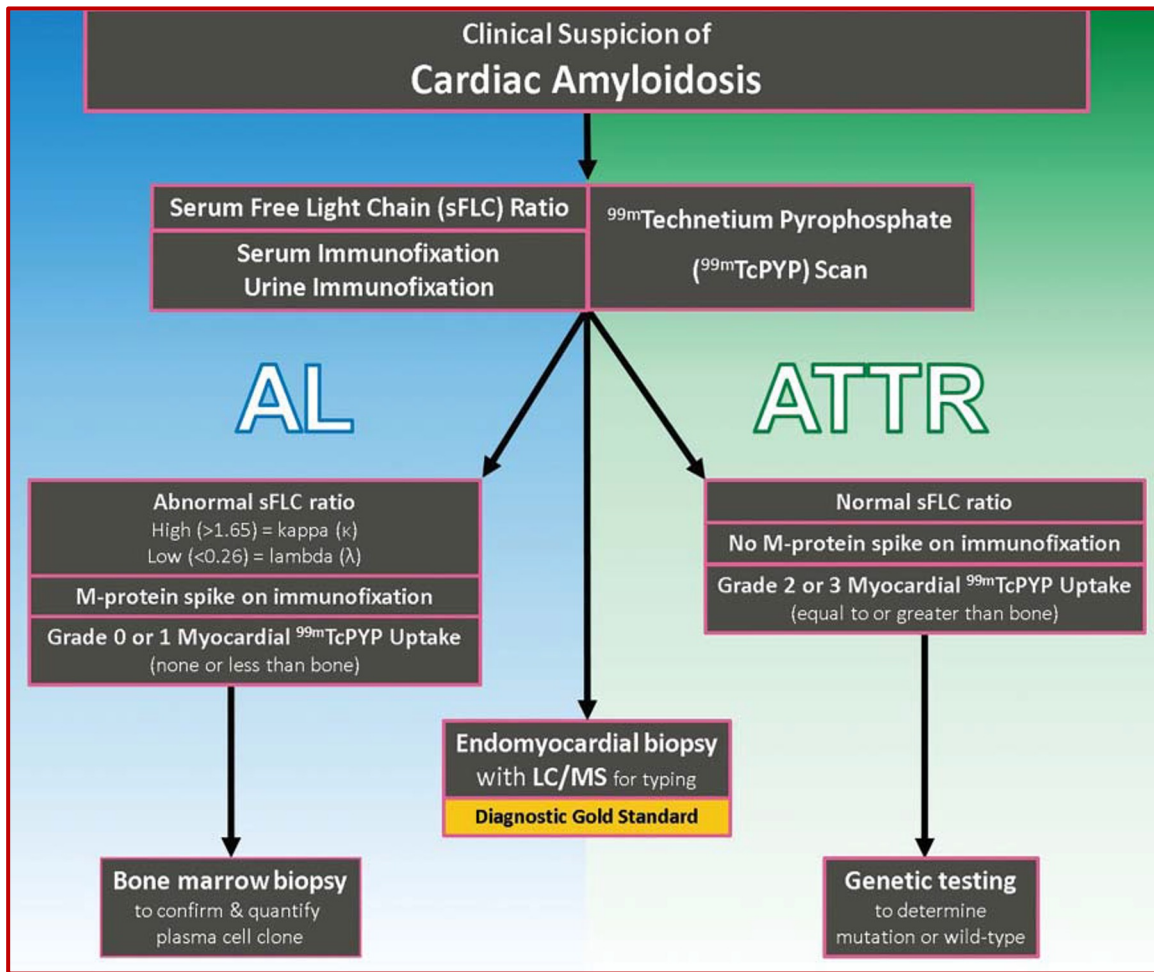 Clinical Suspicion of
Cardiac Amyloidosis
Serum Free Light Chain (sFLC) Ratio
Serum Immunofixation
Urine Immunofixation
99mTechnetium Pyrophosphate
(99mTcPYP) Scan
AL
ATTR
Abnormal sFLC ratio
High (>1.65) = kappa (κ)
Low (<0.26) = lambda (λ)
M-protein spike on immunofixation
Grade 0 or 1 Myocardial 99mTcPYP Uptake
(none or less than bone)
Normal sFLC ratio
No M-protein spike on immunofixation
Grade 2 or 3 Myocardial 99mTcPYP Uptake
(equal to or greater than bone)
Endomyocardial biopsy
with LC/MS for typing
Diagnostic Gold Standard
Bone marrow biopsy
to confirm & quantify
plasma cell clone
Genetic testing
to determine
mutation or wild-type